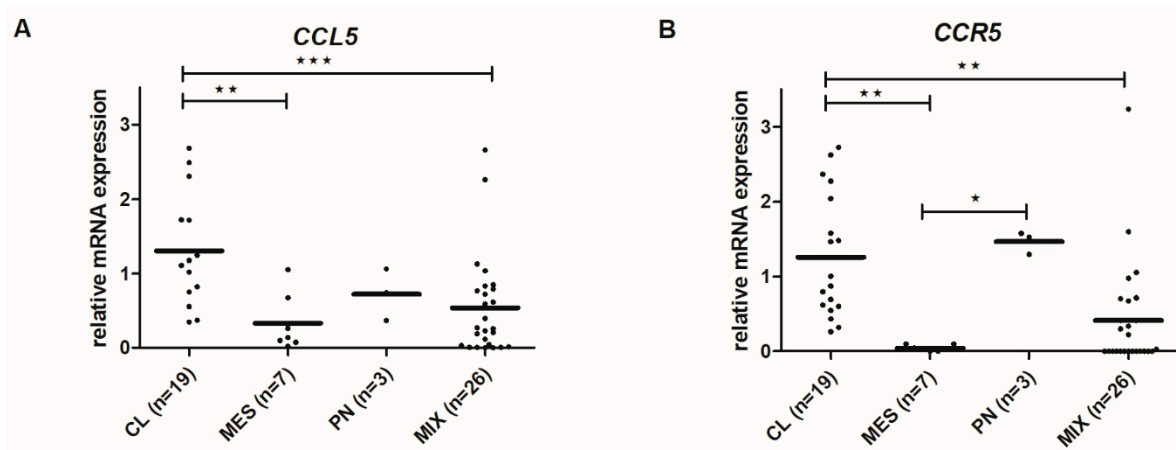 A
CCL5
★★★
★★
relative mRNA expression
3
2
1
0
CL (n=19)
MES (n=7)
PN (n=3)
MIX (n=26)
B
CCR5
★★
★★
★
relative mRNA expression
3
2
1
0
CL (n=19)
MES (n=7)
PN (n=3)
MIX (n=26)